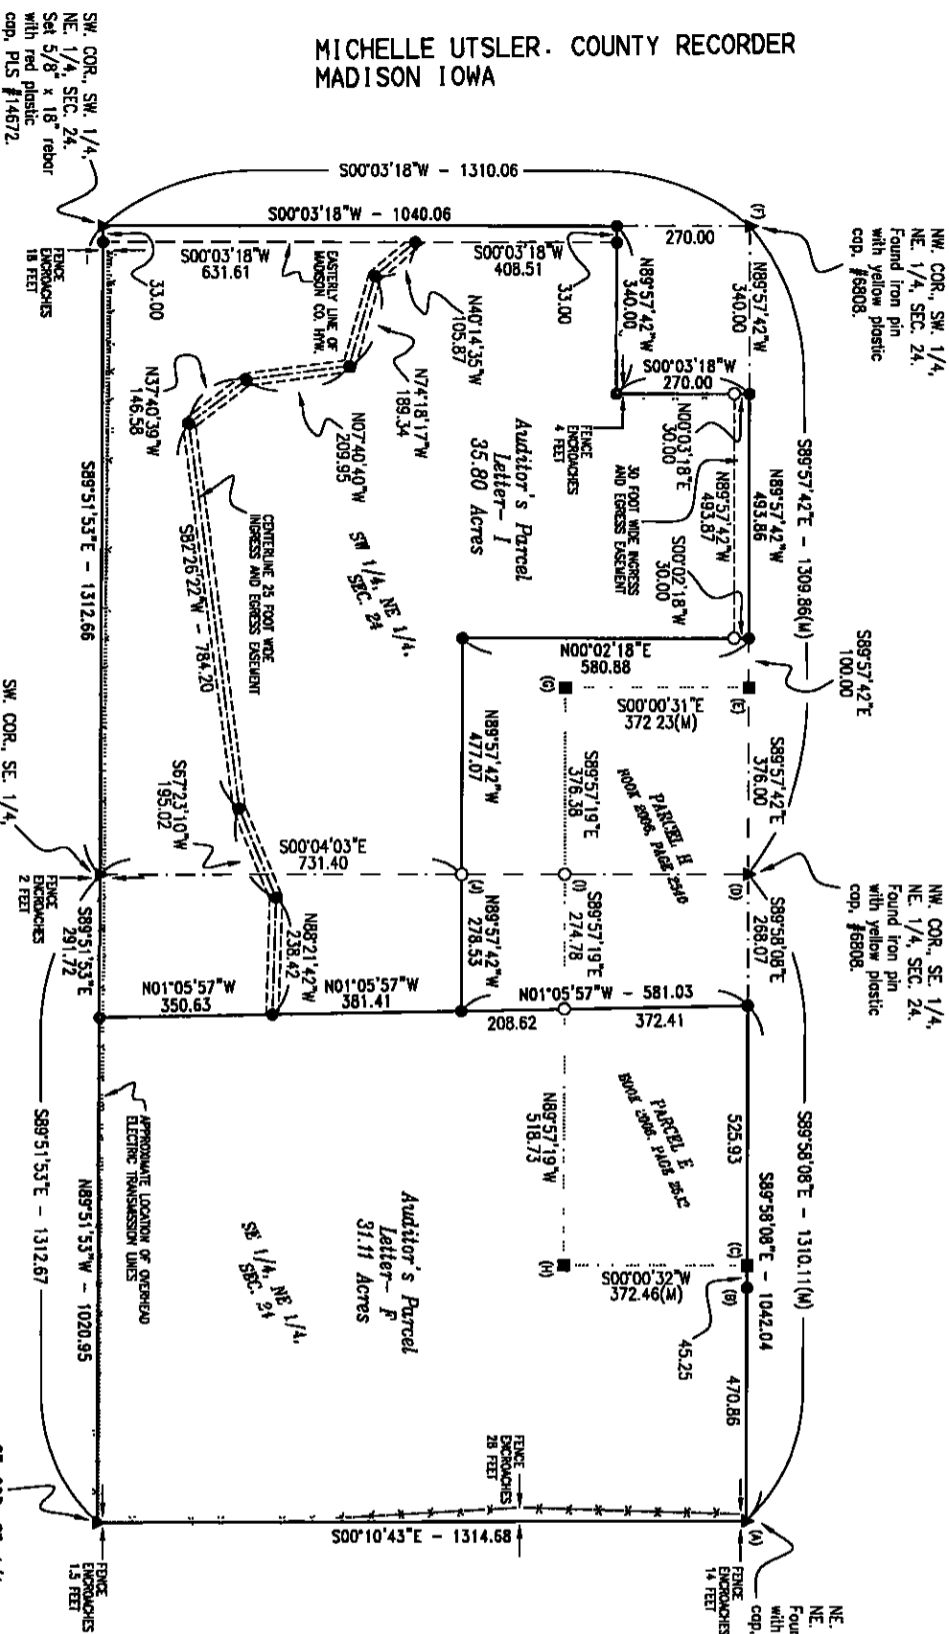 MICHELLE UTSLER. COUNTY RECORDER
MADISON IOWA
NW. COR., SW. 1/4,
NE. 1/4, SEC. 24.
Found iron pin
with yellow plastic
cap, #6808.
(F)
NW. COR., SE. 1/4,
NE. 1/4, SEC. 24.
Found iron pin
with yellow plastic
cap, #6808.
(D)
NE.
NE.
Foun
with
cap,
(A)
S89°57'42"E - 1309.86(M)
S89°58'08"E - 1310.11(M)
S89°57'42"E
100.00
N89°57'42"W
340.00
N89°57'42"W
493.86
S89°57'42"E
376.00
S89°58'08"E
268.07
525.93
S89°58'08"E - 1042.04
470.86
45.25
(E)
(C)
(B)
S00°03'18"W - 1310.06
S00°03'18"W - 1040.06
270.00
S00°03'18"W
270.00
N89°57'42"W
340.00
33.00
N00°03'18"E
30.00
N89°57'42"W
493.87
S00°02'18"W
30.00
30 FOOT WIDE INGRESS
AND EGRESS EASEMENT
FENCE
ENCROACHES
4 FEET
S00°03'18"W
408.51
S00°03'18"W
631.61
EASTERLY LINE OF
MADISON CO. HYW.
33.00
N40°14'35"W
105.87
N74°18'17"W
189.34
N07°40'40"W
209.95
N37°40'39"W
146.58
Auditor's Parcel
Letter- I
35.80 Acres
SW 1/4, NE 1/4,
SEC. 24
CENTERLINE 25 FOOT WIDE
INGRESS AND EGRESS EASEMENT
S82°26'22"W - 784.20
S67°23'10"W
195.02
N88°21'42"W
238.42
N00°02'18"E
580.88
S00°00'31"E
372.23(M)
(G)
S89°57'19"E
376.38
(I)
S89°57'19"E
274.78
PARCEL H
BOOK 2006, PAGE 2540
N89°57'42"W
477.07
(J)
N89°57'42"W
278.53
S00°04'03"E
731.40
N01°05'57"W - 581.03
208.62
372.41
N01°05'57"W
381.41
N01°05'57"W
350.63
PARCEL E
N89°57'19"W
518.73
(H)
S00°00'32"W
372.46(M)
Auditor's Parcel
Letter- F
31.11 Acres
SE 1/4, NE 1/4,
SEC. 24
APPROXIMATE LOCATION OF OVERHEAD
ELECTRIC TRANSMISSION LINES
FENCE
ENCROACHES
28 FEET
S00°10'43"E - 1314.68
FENCE
ENCROACHES
14 FEET
FENCE
ENCROACHES
1.5 FEET
FENCE
ENCROACHES
18 FEET
FENCE
ENCROACHES
2 FEET
S89°51'53"E - 1312.66
S89°51'53"E
291.72
N89°51'53"W - 1020.95
S89°51'53"E - 1312.67
SW. COR., SW. 1/4,
NE. 1/4, SEC. 24.
Set 5/8" x 18" rebar
with red plastic
cap, PLS #14672.
SW. COR., SE. 1/4,